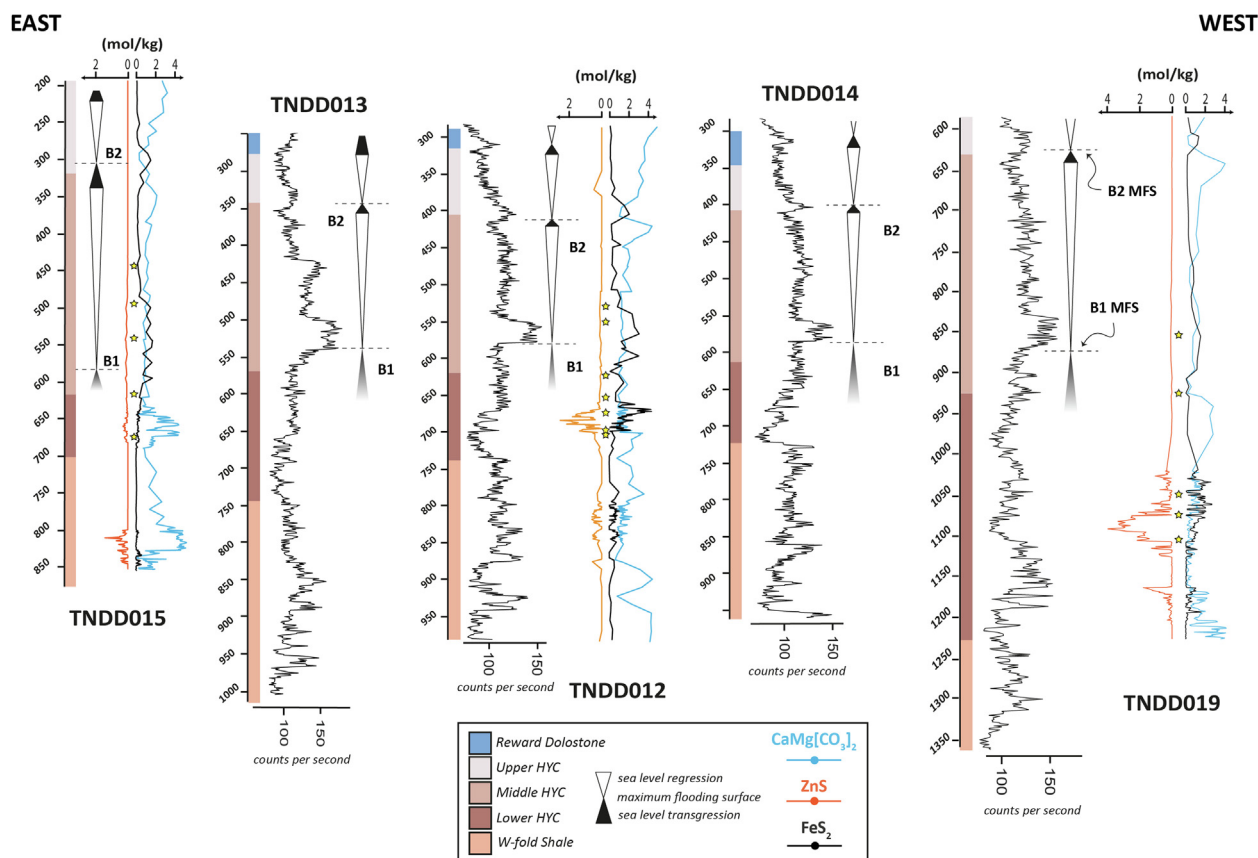 EAST
WEST
(mol/kg)
2 0 0 2 4
200
250
300
350
400
450
500
550
600
650
700
750
800
850
B2
B1
TNDD015
TNDD013
300
350
400
450
500
550
600
650
700
750
800
850
900
950
1000
B2
B1
100 150
counts per second
(mol/kg)
2 0 0 2 4
300
350
400
450
500
550
600
650
700
750
800
850
900
950
B2
B1
100 150
counts per second
TNDD012
TNDD014
300
350
400
450
500
550
600
650
700
750
800
850
900
B2
B1
100 150
counts per second
(mol/kg)
4 2 0 0 2 4
600
650
700
750
800
850
900
950
1000
1050
1100
1150
1200
1250
1300
1350
B2 MFS
B1 MFS
TNDD019
100 150
counts per second
Reward Dolostone
Upper HYC
Middle HYC
Lower HYC
W-fold Shale
sea level regression
maximum flooding surface
sea level transgression
CaMg[CO₃]₂
ZnS
FeS₂